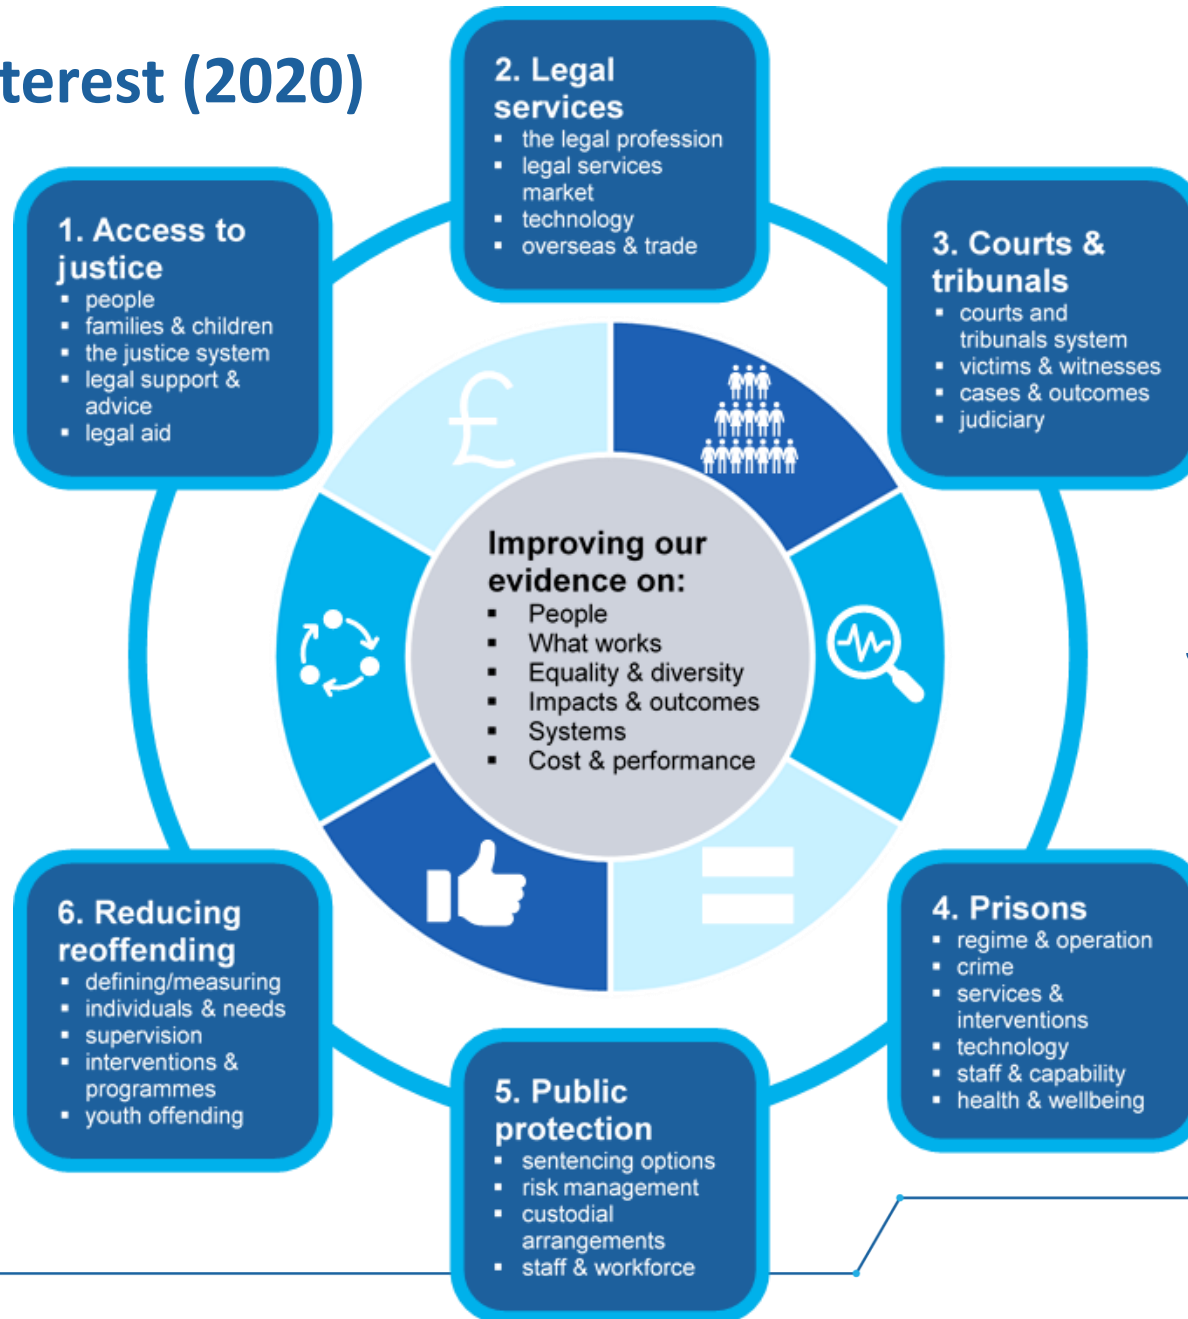 terest (2020)
1. Access to
justice
▪ people
▪ families & children
▪ the justice system
▪ legal support &
advice
▪ legal aid
2. Legal
services
▪ the legal profession
▪ legal services
market
▪ technology
▪ overseas & trade
3. Courts &
tribunals
▪ courts and
tribunals system
▪ victims & witnesses
▪ cases & outcomes
▪ judiciary
£
Improving our
evidence on:
▪ People
▪ What works
▪ Equality & diversity
▪ Impacts & outcomes
▪ Systems
▪ Cost & performance
4. Prisons
▪ regime & operation
▪ crime
▪ services &
interventions
▪ technology
▪ staff & capability
▪ health & wellbeing
5. Public
protection
▪ sentencing options
▪ risk management
▪ custodial
arrangements
▪ staff & workforce
6. Reducing
reoffending
▪ defining/measuring
▪ individuals & needs
▪ supervision
▪ interventions &
programmes
▪ youth offending